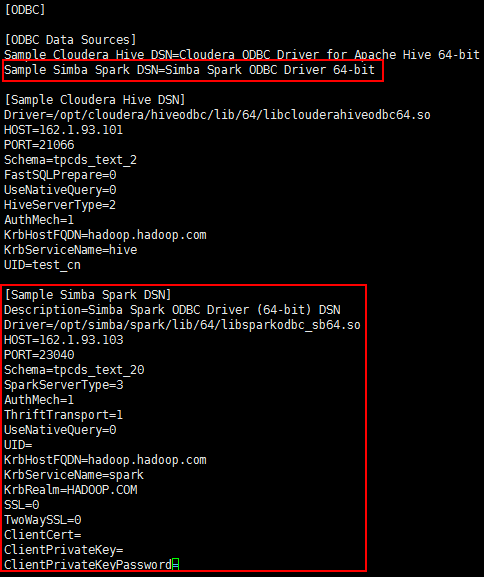 [ODBC]
[ODBC Data Sources]
Sample Cloudera Hive DSN=Cloudera ODBC Driver for Apache Hive 64-bit
Sample Simba Spark DSN=Simba Spark ODBC Driver 64-bit
[Sample Cloudera Hive DSN]
Driver=/opt/cloudera/hiveodbc/lib/64/libclouderahiveodbc64.so
HOST=162.1.93.101
PORT=21066
Schema=tpcds_text_2
FastSQLPrepare=0
UseNativeQuery=0
HiveServerType=2
AuthMech=1
KrbHostFQDN=hadoop.hadoop.com
KrbServiceName=hive
UID=test_cn
[Sample Simba Spark DSN]
Description=Simba Spark ODBC Driver (64-bit) DSN
Driver=/opt/simba/spark/lib/64/libsparkodbc_sb64.so
HOST=162.1.93.103
PORT=23040
Schema=tpcds_text_20
SparkServerType=3
AuthMech=1
ThriftTransport=1
UseNativeQuery=0
UID=
KrbHostFQDN=hadoop.hadoop.com
KrbServiceName=spark
KrbRealm=HADOOP.COM
SSL=0
TwoWaySSL=0
ClientCert=
ClientPrivateKey=
ClientPrivateKeyPassword=